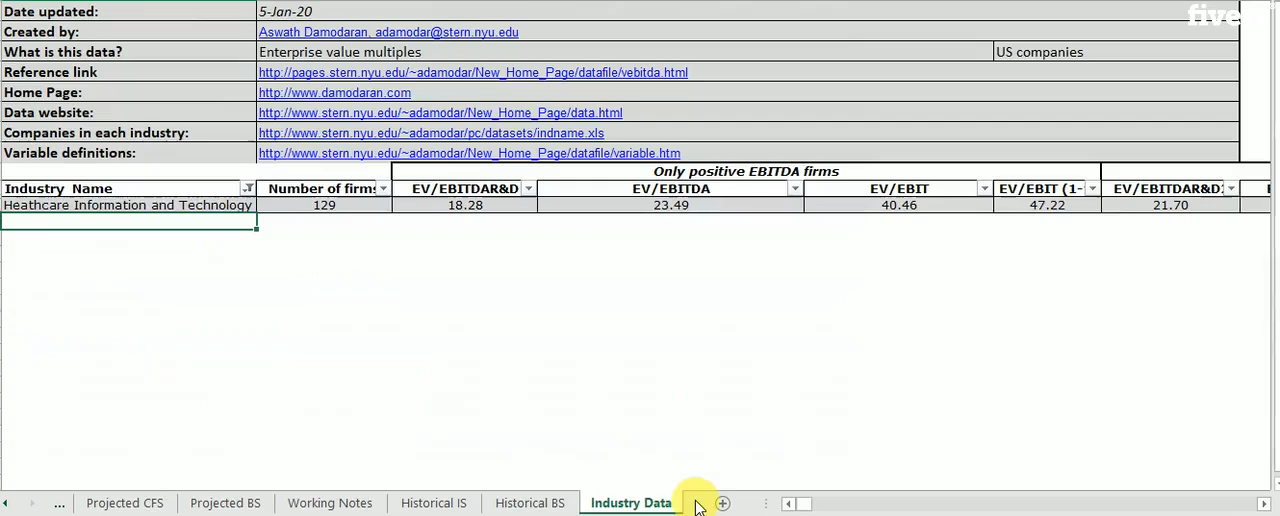 five
Date updated: 5-Jan-20
Created by: Aswath Damodaran, adamodar@stern.nyu.edu
What is this data? Enterprise value multiples US companies
Reference link http://pages.stern.nyu.edu/~adamodar/New_Home_Page/datafile/vebitda.html
Home Page: http://www.damodaran.com
Data website: http://www.stern.nyu.edu/~adamodar/New_Home_Page/data.html
Companies in each industry: http://www.stern.nyu.edu/~adamodar/pc/datasets/indname.xls
Variable definitions: http://www.stern.nyu.edu/~adamodar/New_Home_Page/datafile/variable.htm
Only positive EBITDA firms
Industry Name Number of firms EV/EBITDAR&D EV/EBITDA EV/EBIT EV/EBIT (1- EV/EBITDAR&D
Heathcare Information and Technology 129 18.28 23.49 40.46 47.22 21.70
... Projected CFS Projected BS Working Notes Historical IS Historical BS Industry Data